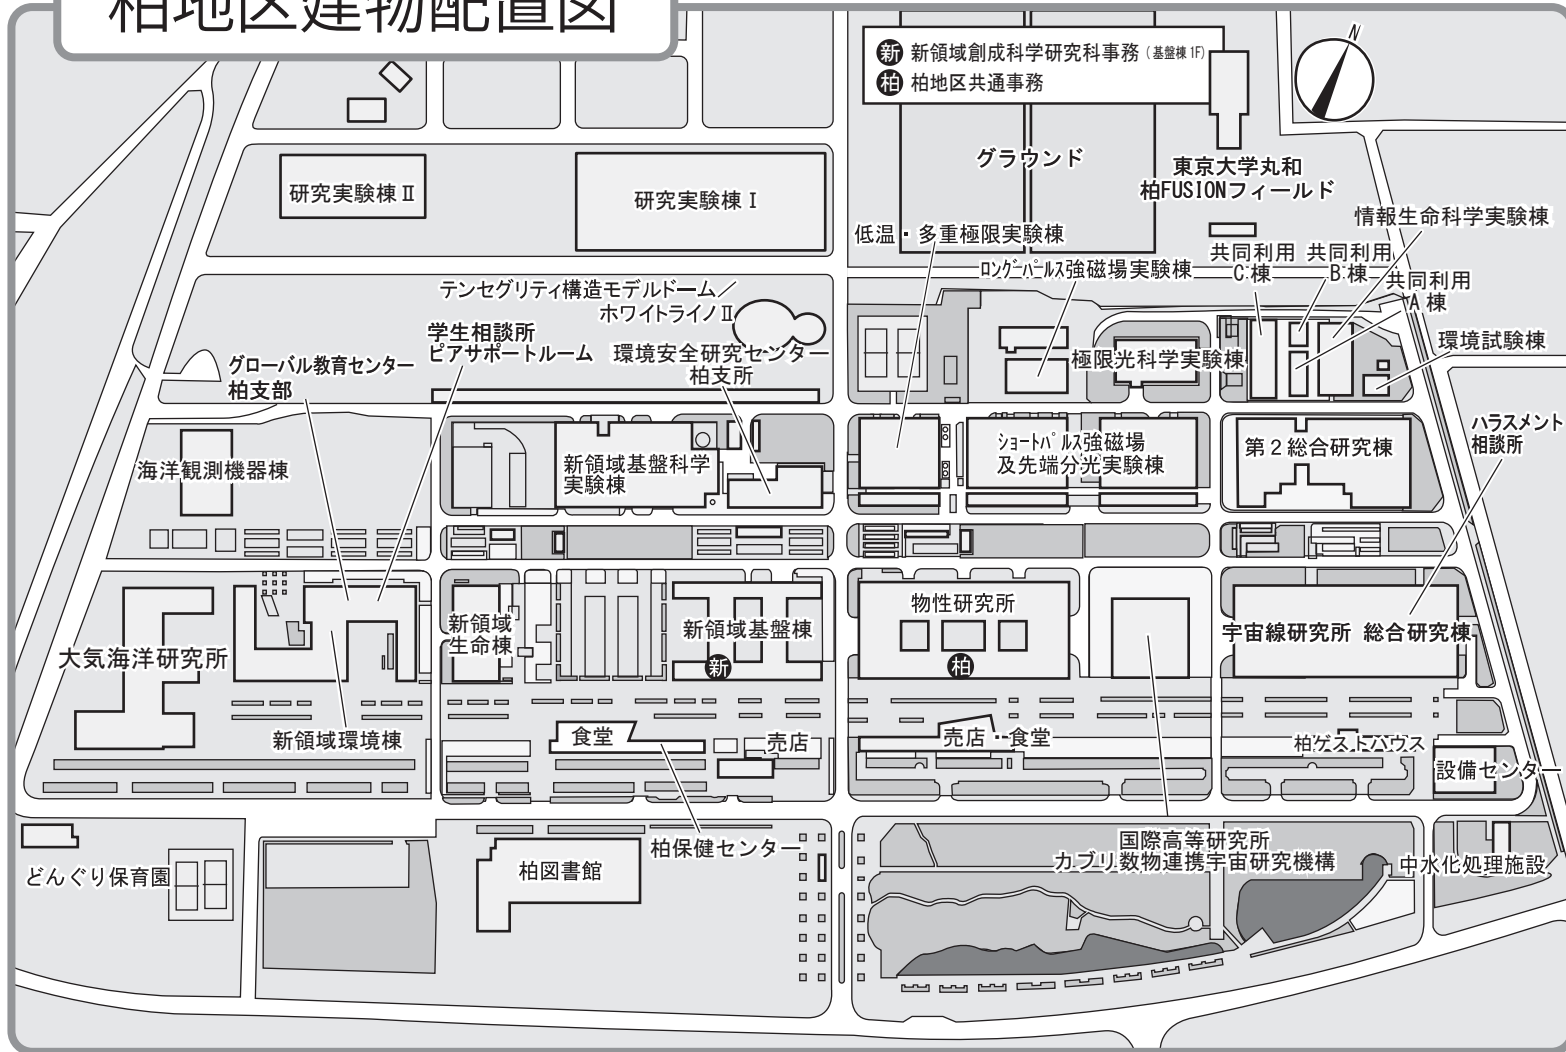 柏地区建物配置図
新 新領域創成科学研究科事務（基盤棟1F）
柏 柏地区共通事務
N
グラウンド
東京大学丸和
柏FUSIONフィールド
研究実験棟Ⅱ
研究実験棟Ⅰ
低温・多重極限実験棟
情報生命科学実験棟
ロングパルス強磁場実験棟
共同利用
C棟
共同利用
B棟
共同利用
A棟
テンセグリティ構造モデルドーム／
ホワイトライノⅡ
学生相談所
ピアサポートルーム
環境安全研究センター
柏支所
グローバル教育センター
柏支部
極限光科学実験棟
環境試験棟
ハラスメント
相談所
海洋観測機器棟
新領域基盤科学
実験棟
ショートパルス強磁場
及先端分光実験棟
第2総合研究棟
大気海洋研究所
新領域
生命棟
新領域基盤棟
新
物性研究所
柏
宇宙線研究所 総合研究棟
新領域環境棟
食堂
売店
売店・食堂
柏ゲストハウス
設備センター
どんぐり保育園
柏図書館
柏保健センター
国際高等研究所
カブリ数物連携宇宙研究機構
中水化処理施設